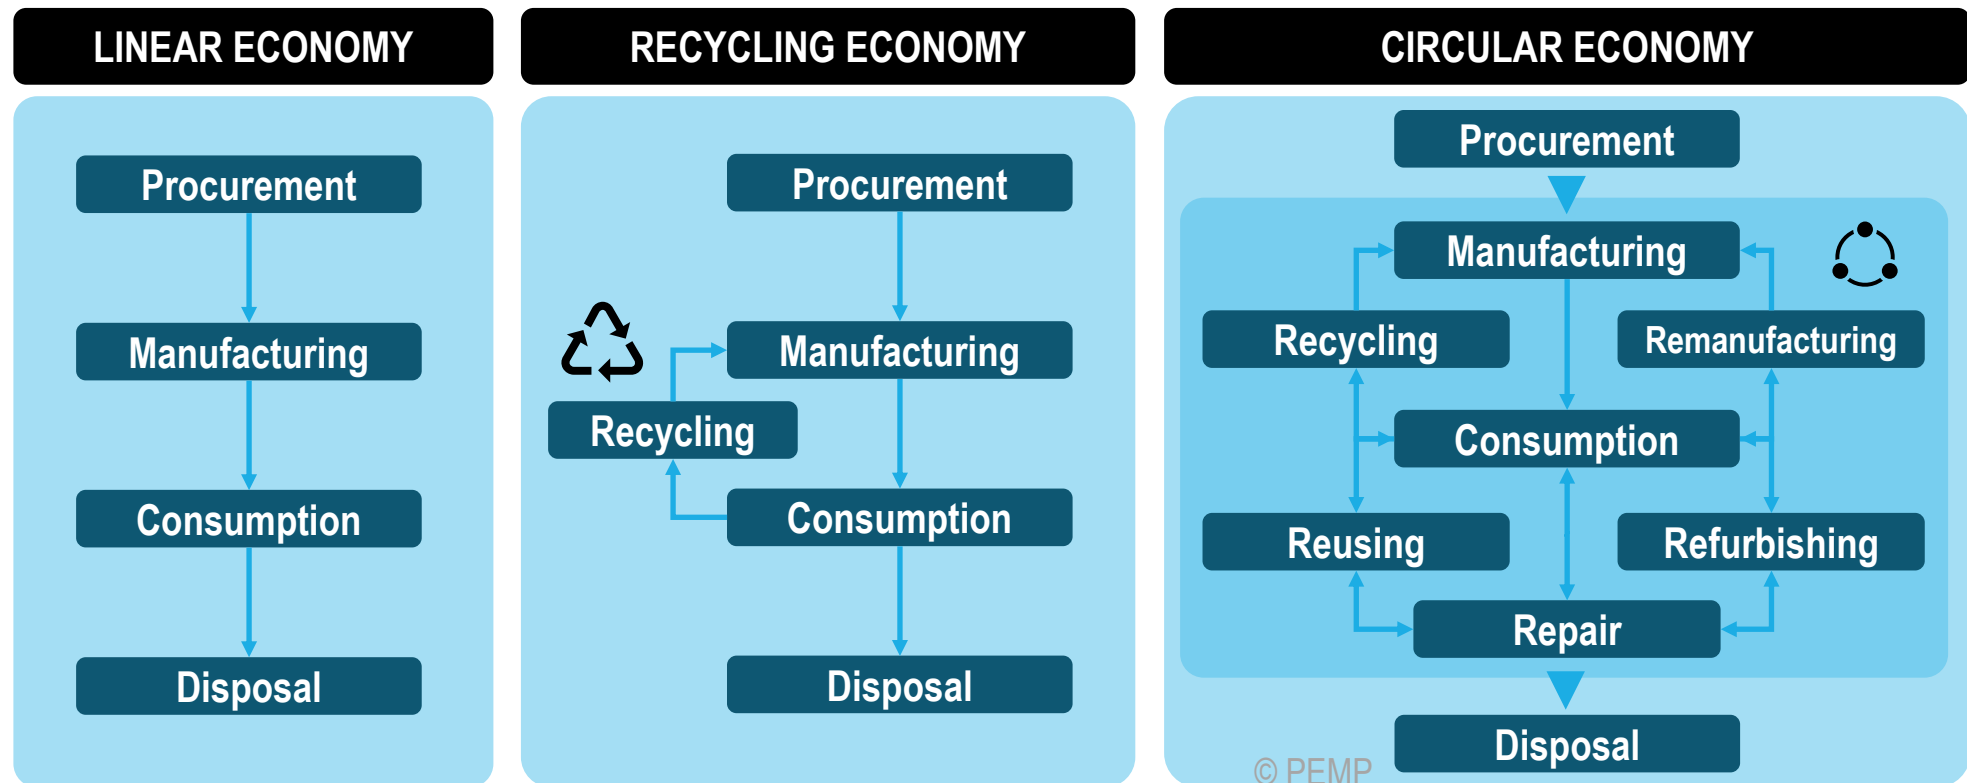 LINEAR ECONOMY
Procurement
Manufacturing
Consumption
Disposal
RECYCLING ECONOMY
Procurement
Manufacturing
Recycling
Consumption
Disposal
CIRCULAR ECONOMY
Procurement
Manufacturing
Recycling
Remanufacturing
Consumption
Reusing
Refurbishing
Repair
Disposal
© PEMP